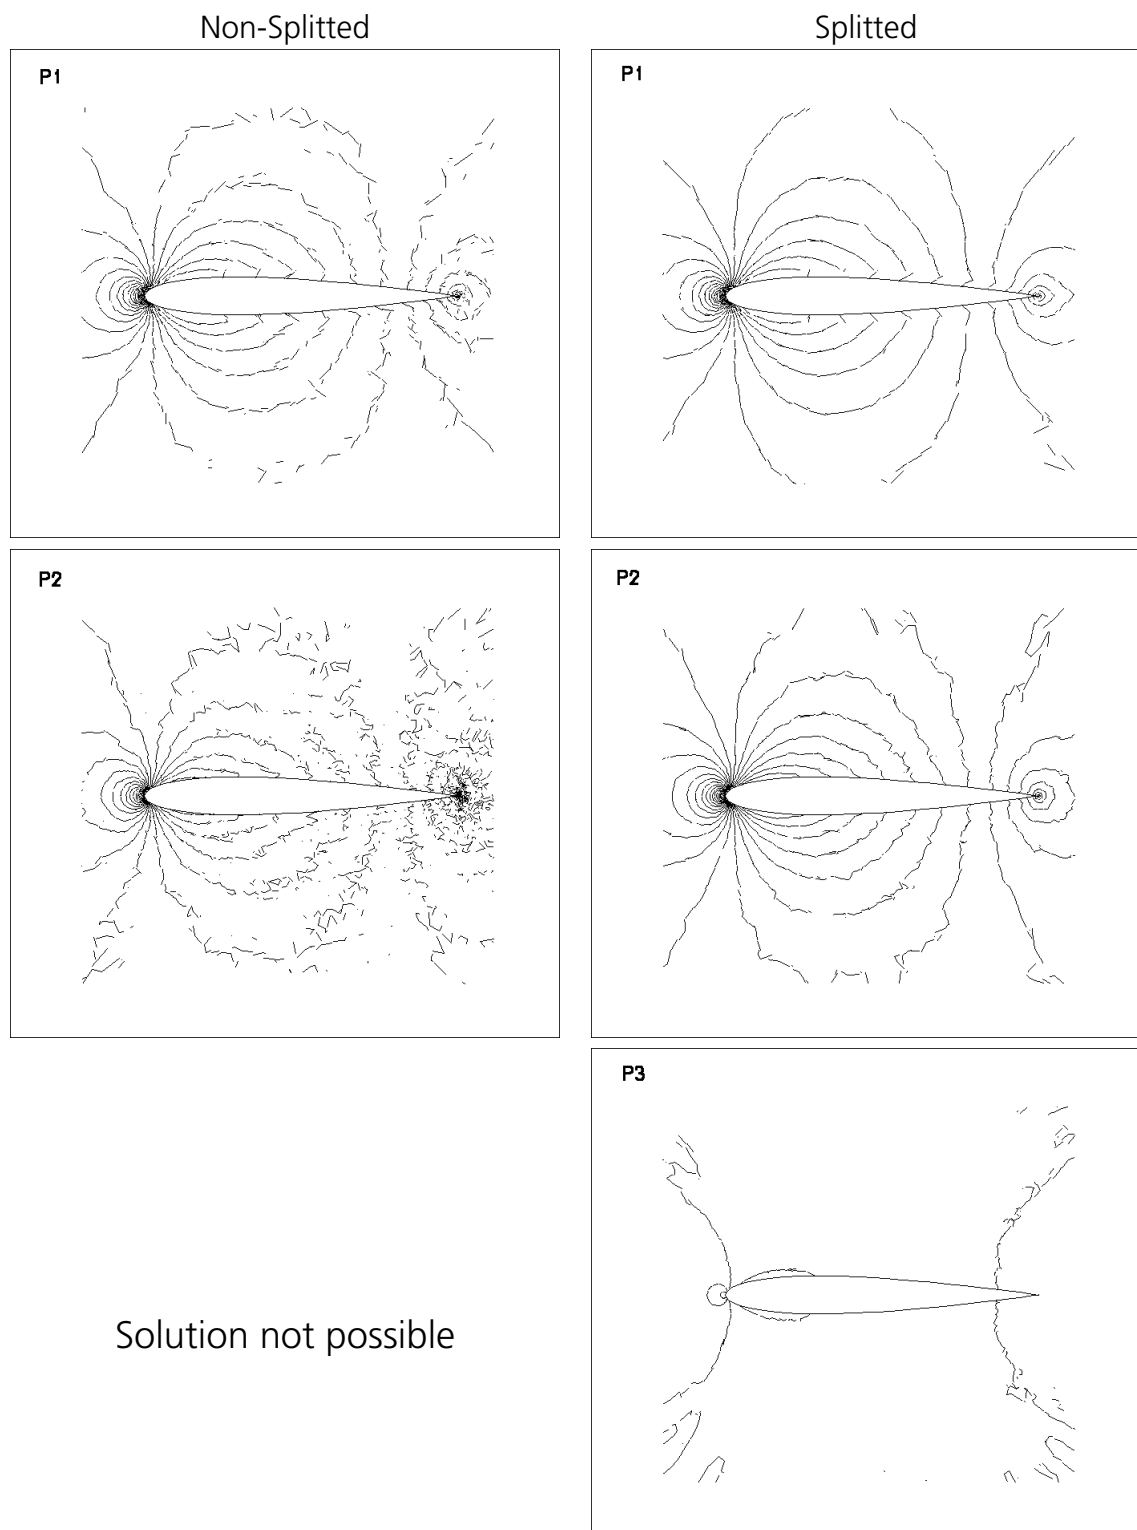 Non-Splitted
Splitted
P1
P1
P2
P2
P3
Solution not possible